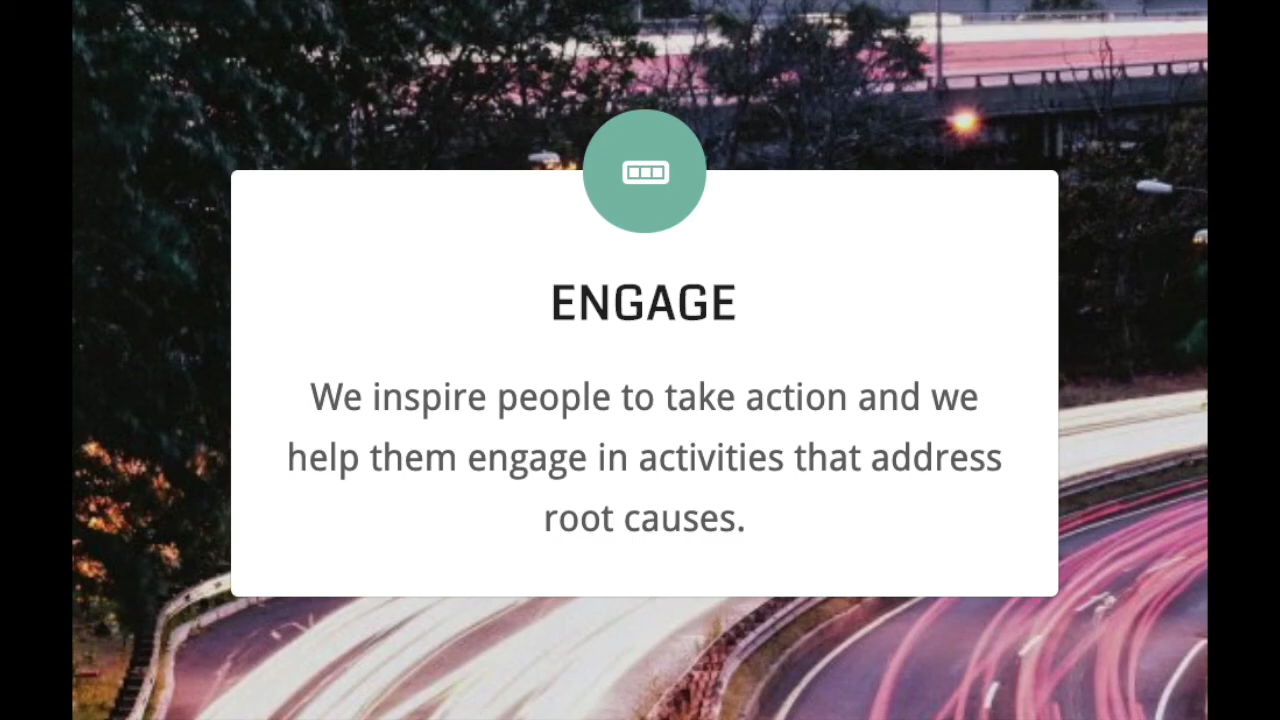 ENGAGE
We inspire people to take action and we
help them engage in activities that address
root causes.